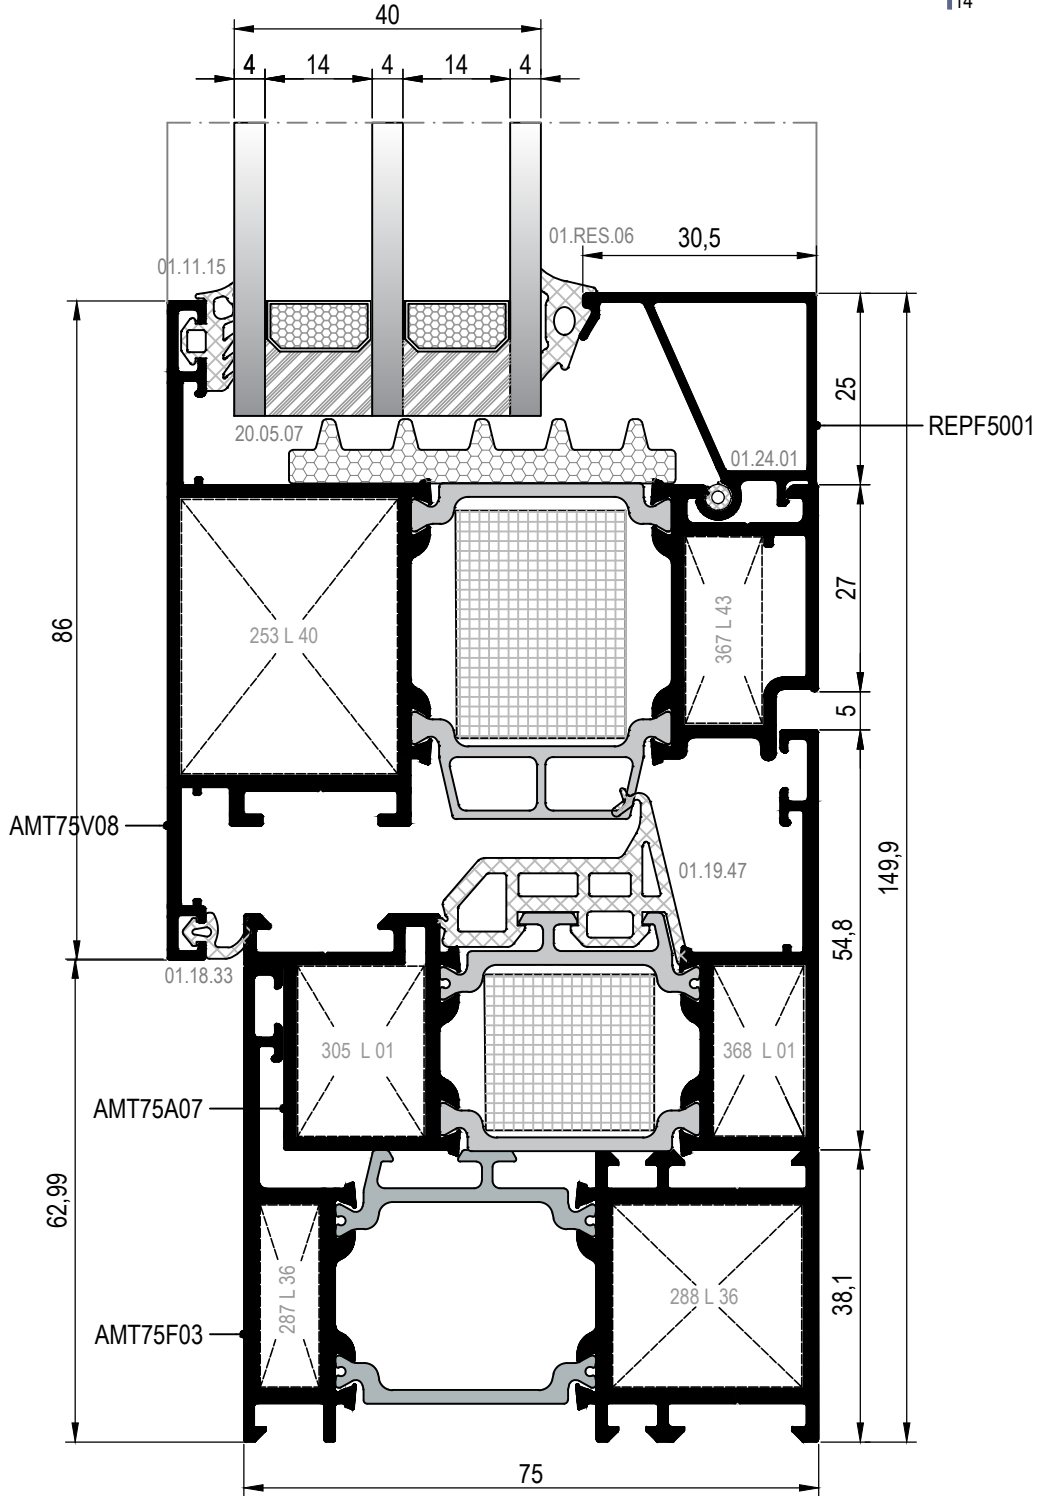 14
40
4 14 4 14 4
01.RES.06
30,5
01.11.15
25
REPF5001
20.05.07
01.24.01
86
253 L 40
367 L 43
27
5
AMT75V08
01.19.47
149,9
54,8
01.18.33
305 L 01
368 L 01
AMT75A07
62,99
287 L 36
288 L 36
38,1
AMT75F03
75